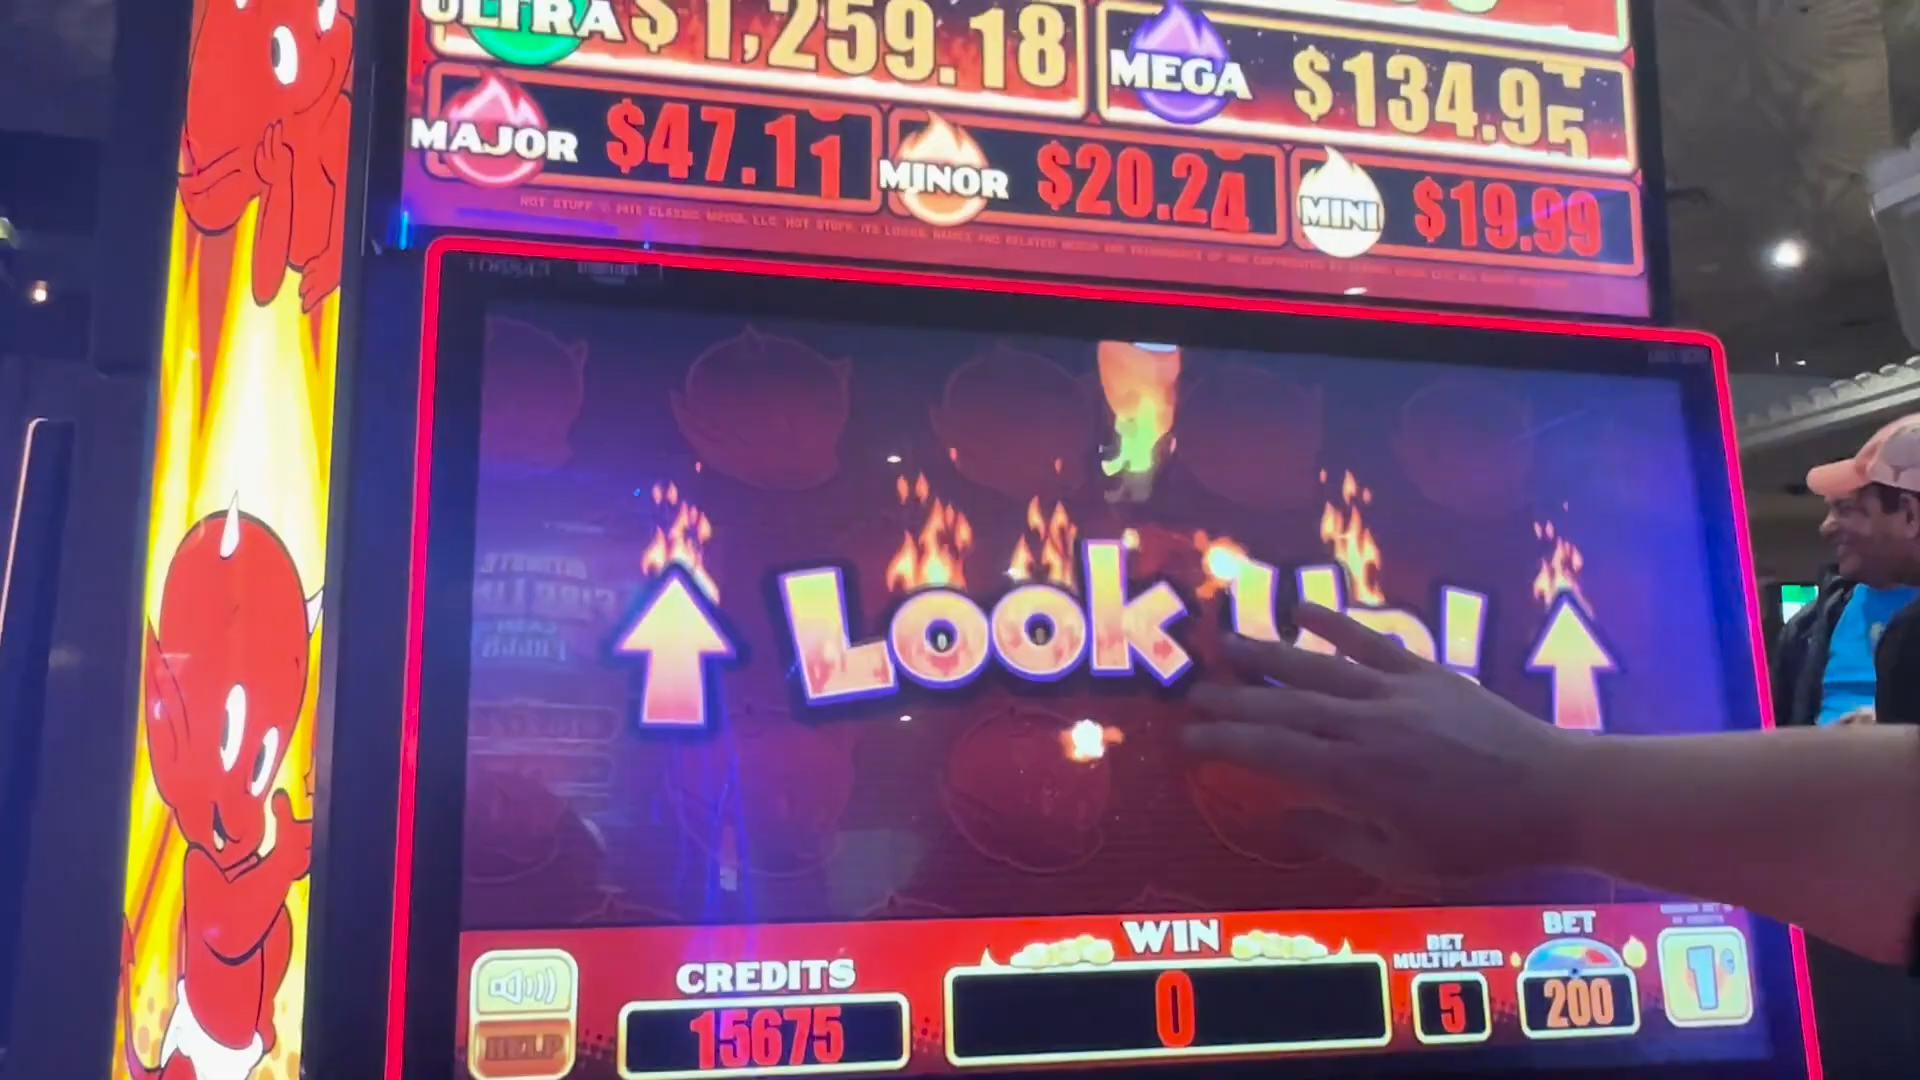 ULTRA $1,259.18
MEGA $134.95
MAJOR $47.11
MINOR $20.24
MINI $19.99
Look Up!
WIN
BET
CREDITS
BET
MULTIPLIER
15675
0
5
200
1¢
HELP